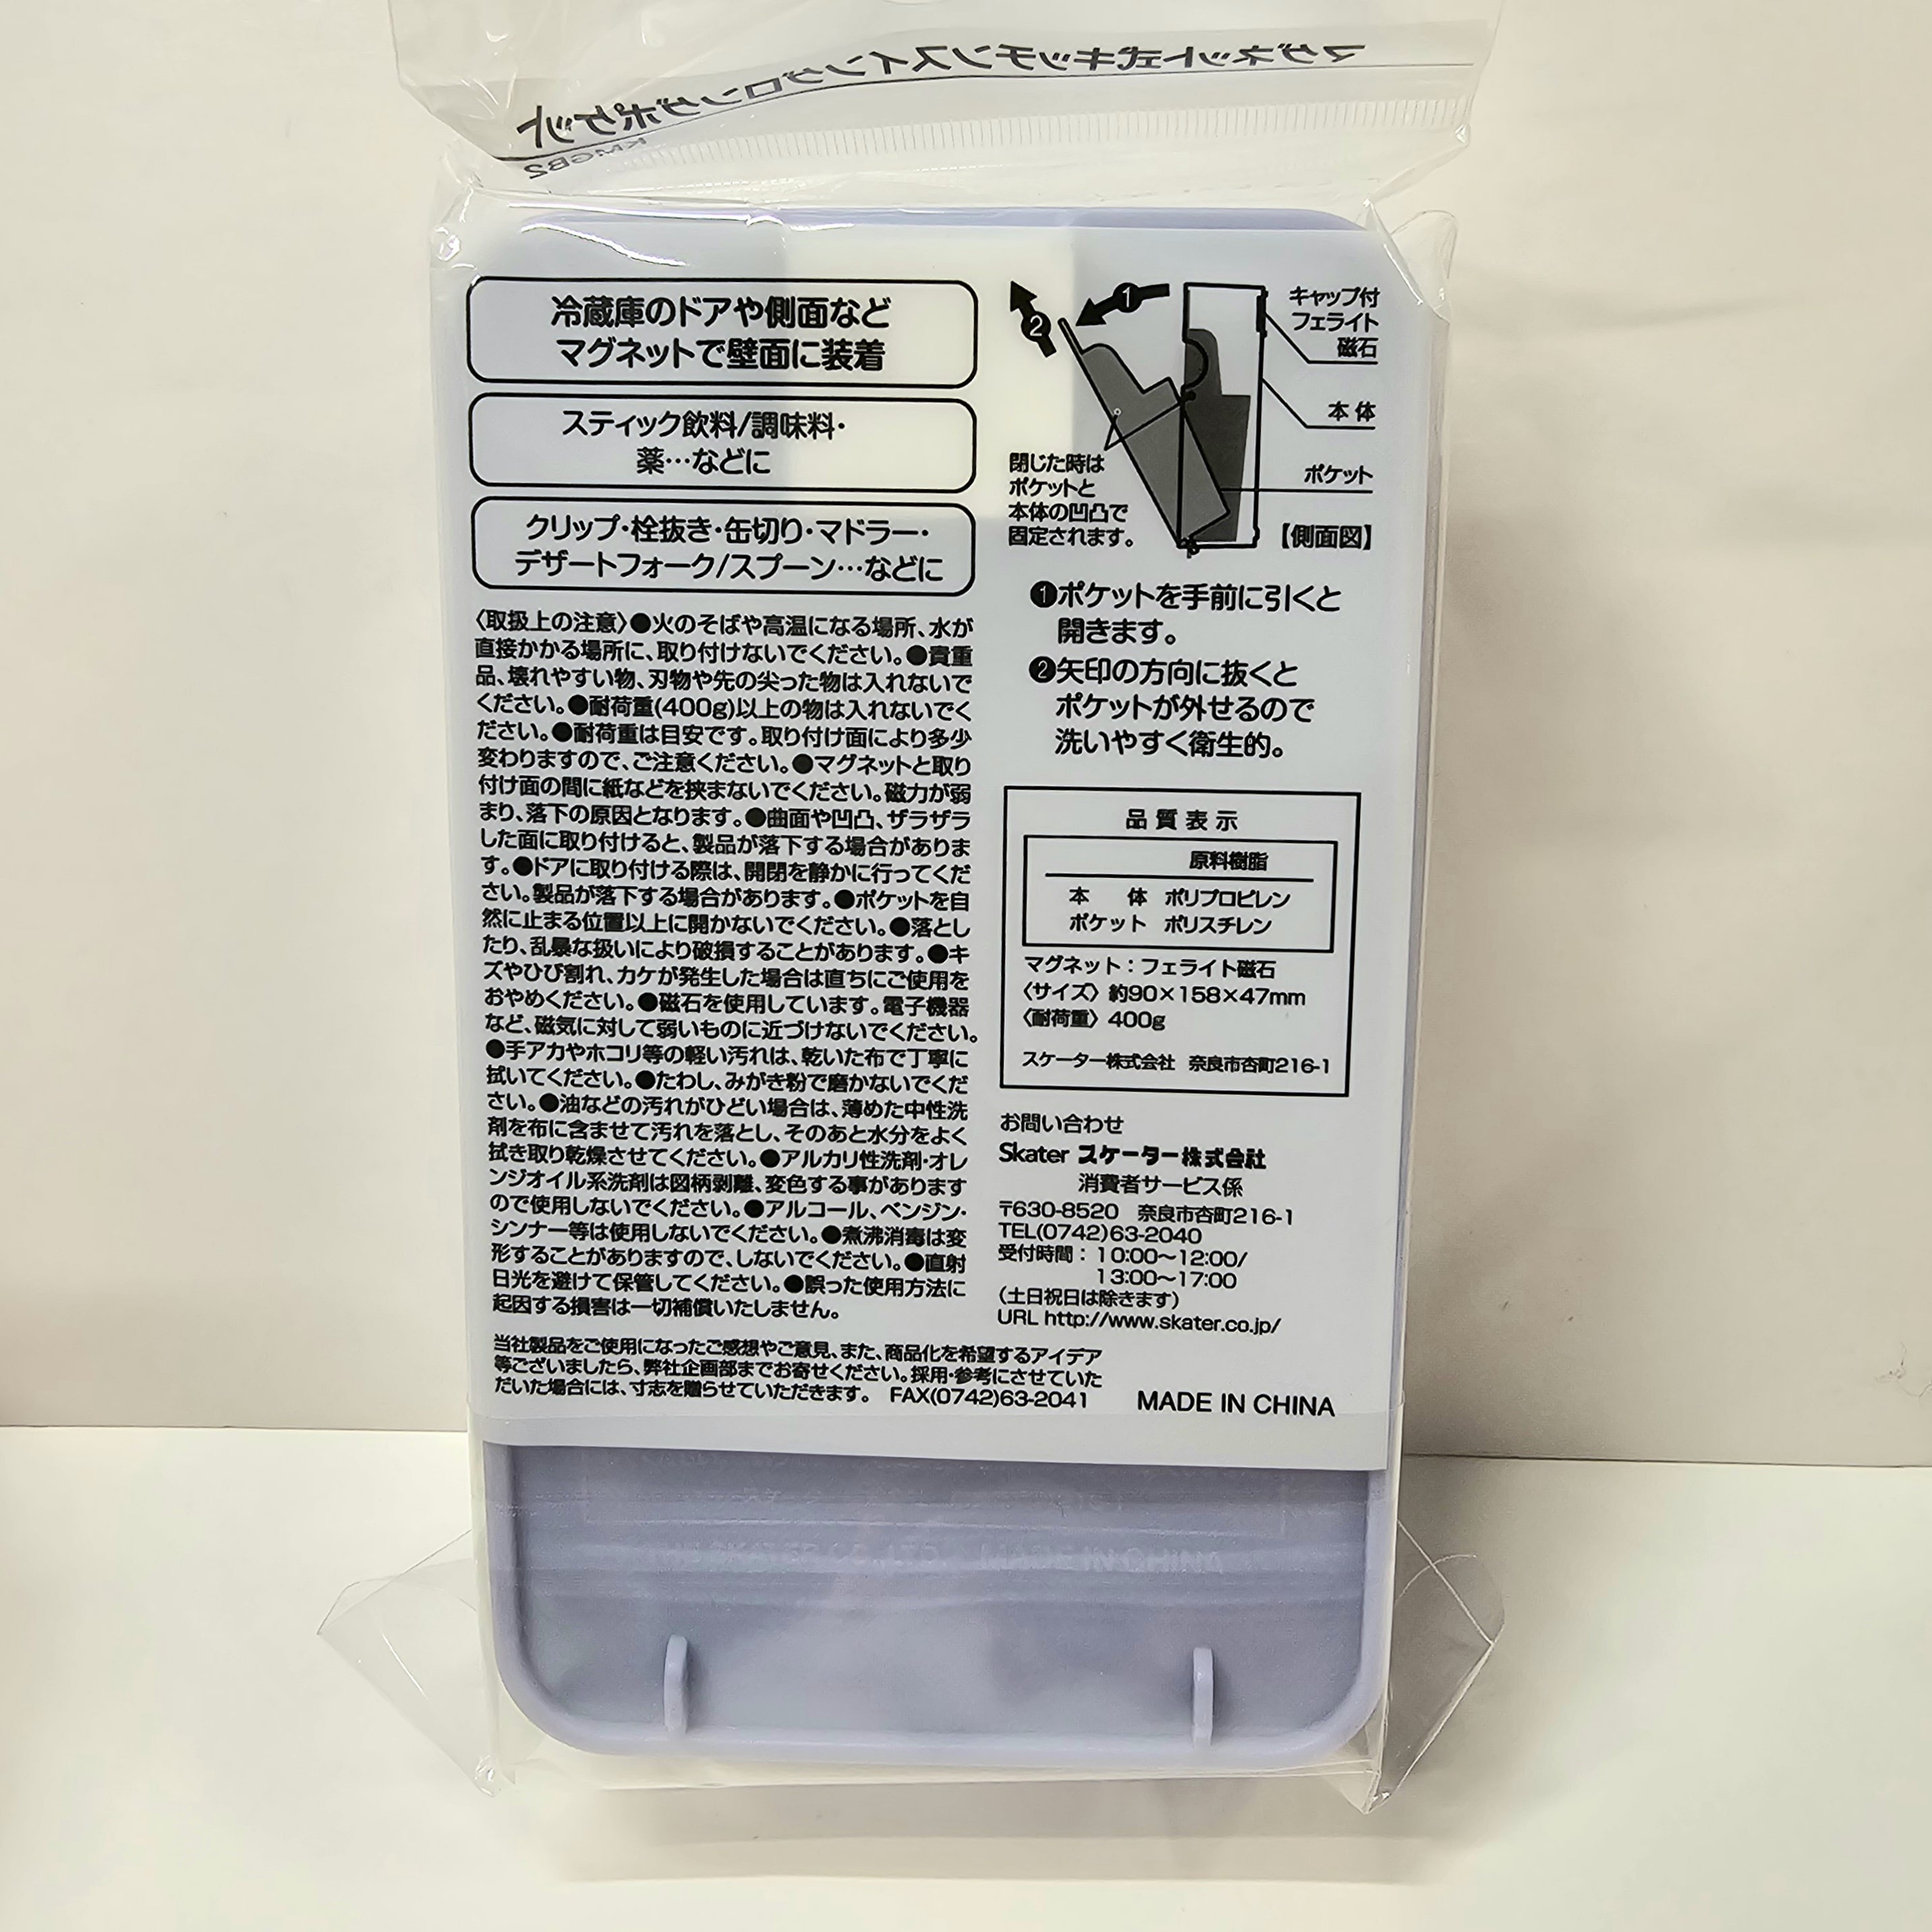 マグネット式キッチンスイングロングポケット
KMGB2
冷蔵庫のドアや側面など
マグネットで壁面に装着
スティック飲料/調味料・
薬…などに
クリップ・栓抜き・缶切り・マドラー・
デザートフォーク/スプーン…などに
〈取扱上の注意〉●火のそばや高温になる場所、水が
直接かかる場所に、取り付けないでください。●貴重
品、壊れやすい物、刃物や先の尖った物は入れないで
ください。●耐荷重(400g)以上の物は入れないでく
ださい。●耐荷重は目安です。取り付け面により多少
変わりますので、ご注意ください。●マグネットと取り
付け面の間に紙などを挟まないでください。磁力が弱
まり、落下の原因となります。●曲面や凹凸、ザラザラ
した面に取り付けると、製品が落下する場合がありま
す。●ドアに取り付ける際は、開閉を静かに行ってくだ
さい。製品が落下する場合があります。●ポケットを自
然に止まる位置以上に開かないでください。●落とし
たり、乱暴な扱いにより破損することがあります。●キ
ズやひび割れ、カケが発生した場合は直ちにご使用を
おやめください。●磁石を使用しています。電子機器
など、磁気に対して弱いものに近づけないでください。
●手アカやホコリ等の軽い汚れは、乾いた布で丁寧に
拭いてください。●たわし、みがき粉で磨かないでくだ
さい。●油などの汚れがひどい場合は、薄めた中性洗
剤を布に含ませて汚れを落とし、そのあと水分をよく
拭き取り乾燥させてください。●アルカリ性洗剤・オレ
ンジオイル系洗剤は図柄剥離、変色する事があります
ので使用しないでください。●アルコール、ベンジン・
シンナー等は使用しないでください。●煮沸消毒は変
形することがありますので、しないでください。●直射
日光を避けて保管してください。●誤った使用方法に
起因する損害は一切補償いたしません。
当社製品をご使用になったご感想やご意見、また、商品化を希望するアイデア
等ございましたら、弊社企画部までお寄せください。採用・参考にさせていた
だいた場合には、寸志を贈らせていただきます。 FAX(0742)63-2041
1
2
キャップ付
フェライト
磁石
本体
ポケット
閉じた時は
ポケットと
本体の凹凸で
固定されます。
【側面図】
❶ポケットを手前に引くと
開きます。
❷矢印の方向に抜くと
ポケットが外せるので
洗いやすく衛生的。
品質表示
原料樹脂
本 体 ポリプロピレン
ポケット ポリスチレン
マグネット：フェライト磁石
〈サイズ〉約90×158×47mm
〈耐荷重〉400g
スケーター株式会社 奈良市杏町216-1
お問い合わせ
Skater スケーター株式会社
消費者サービス係
〒630-8520 奈良市杏町216-1
TEL(0742)63-2040
受付時間：10:00～12:00/
13:00～17:00
(土日祝日は除きます)
URL http://www.skater.co.jp/
MADE IN CHINA